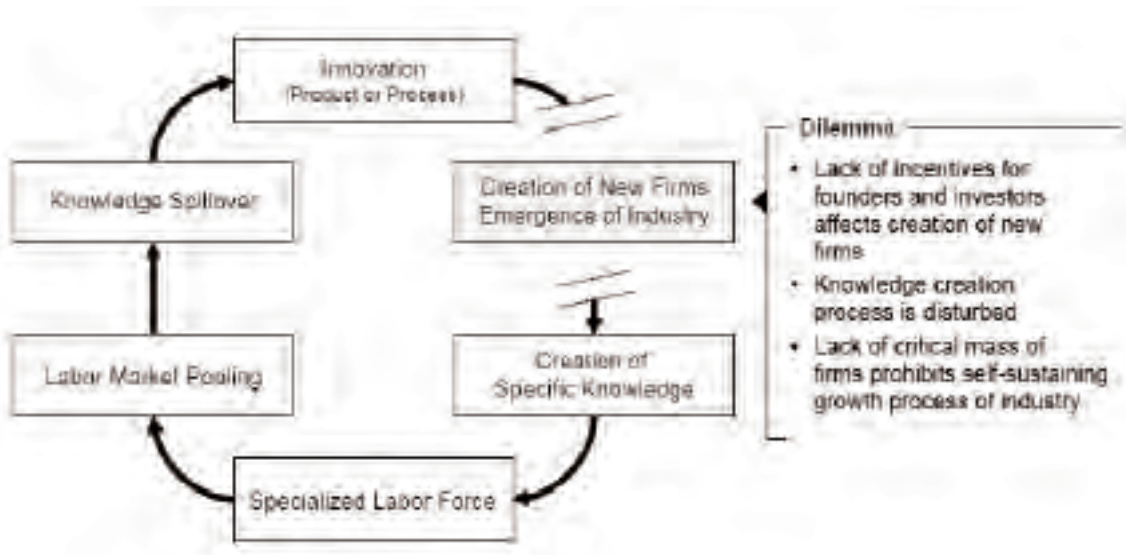 Innovation
(Product or Process)
Knowledge Spillover
Creation of New Firms
Emergence of Industry
Labor Market Pooling
Creation of
Specific Knowledge
Specialized Labor Force
Dilemma
• Lack of incentives for
founders and investors
affects creation of new
firms
• Knowledge creation
process is disturbed
• Lack of critical mass of
firms prohibits self-sustaining
growth process of industry